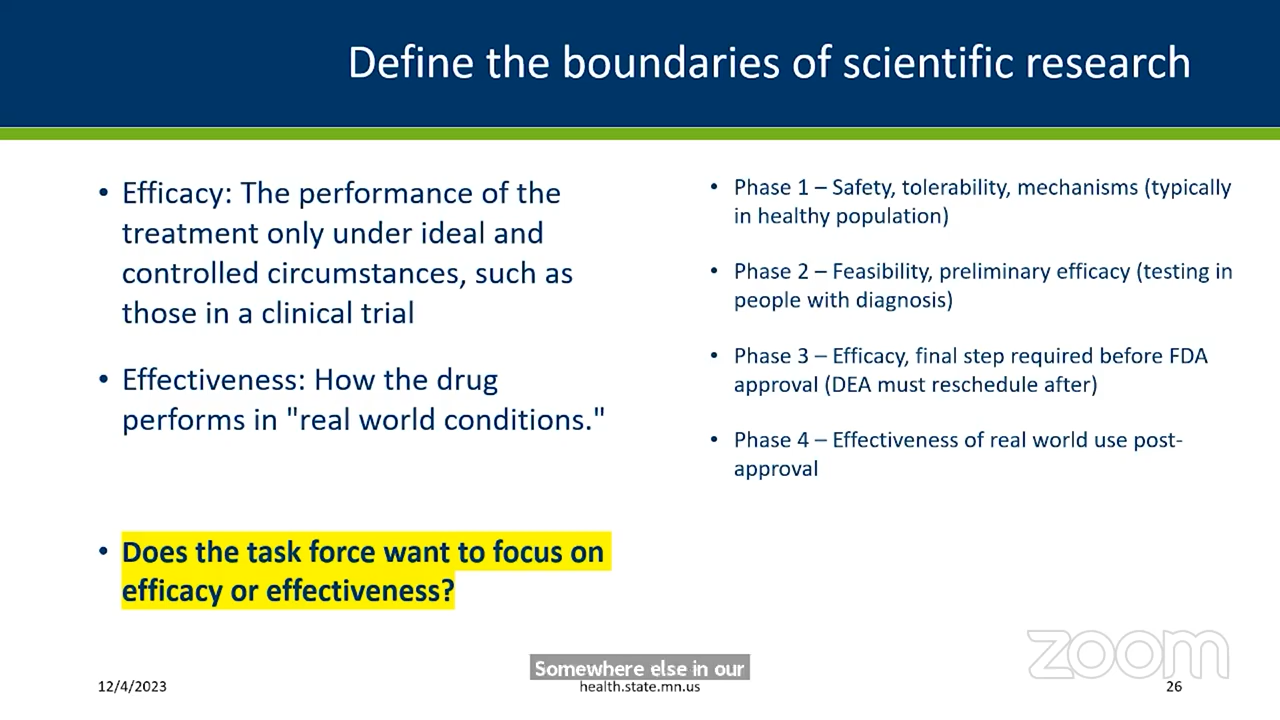 Define the boundaries of scientific research
• Efficacy: The performance of the
treatment only under ideal and
controlled circumstances, such as
those in a clinical trial
• Effectiveness: How the drug
performs in "real world conditions."
• Does the task force want to focus on
efficacy or effectiveness?
• Phase 1 – Safety, tolerability, mechanisms (typically
in healthy population)
• Phase 2 – Feasibility, preliminary efficacy (testing in
people with diagnosis)
• Phase 3 – Efficacy, final step required before FDA
approval (DEA must reschedule after)
• Phase 4 – Effectiveness of real world use post-
approval
zoom
Somewhere else in our
12/4/2023
health.state.mn.us
26